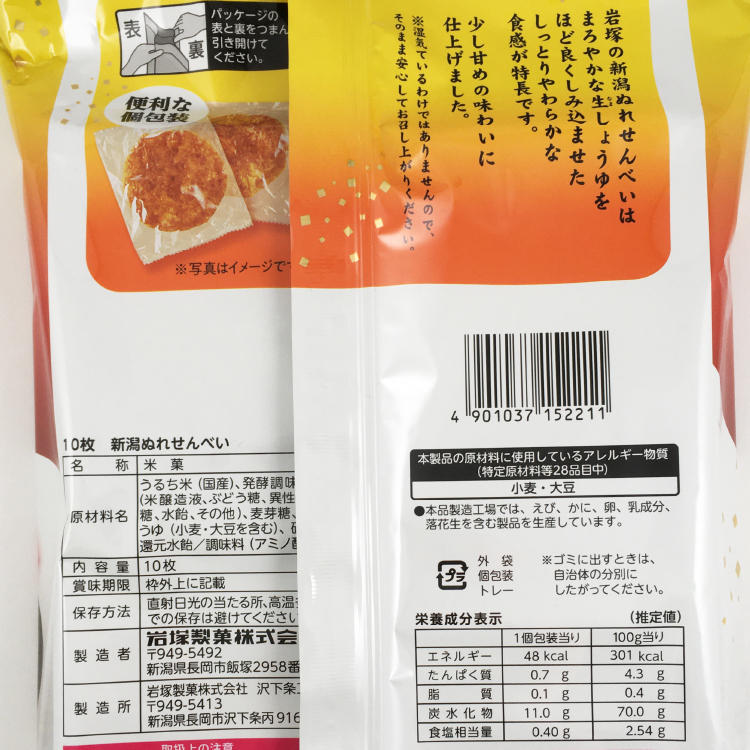 パッケージの
表と裏をつまん
引き開けて
ください。
表
裏
便利な
個包装
※写真はイメージで
岩塚の新潟ぬれせんべいは
まろやかな生しょうゆを
なま
ほど良くしみ込ませた
しっとりやわらかな
食感が特長です。
少し甘めの味わいに
仕上げました。
※湿気ているわけではありませんので、
そのまま安心してお召し上がりください。
4 901037 152211
10枚 新潟ぬれせんべい
名称 米菓
原材料名
うるち米(国産)、発酵調味
(米醸造液、ぶどう糖、異性
糖、水飴、その他)、麦芽糖、
うゆ(小麦・大豆を含む)、
還元水飴/調味料(アミノ
内容量 10枚
賞味期限 枠外上に記載
保存方法
直射日光の当たる所、高温
での保存は避けてください
製造者
岩塚製菓株式会
〒949-5492
新潟県長岡市飯塚2958番
製造所
岩塚製菓株式会社 沢下条
〒949-5413
新潟県長岡市沢下条丙916
取扱上の注意
本製品の原材料に使用しているアレルギー物質
(特定原材料等28品目中)
小麦・大豆
●本品製造工場では、えび、かに、卵、乳成分、
落花生を含む製品を生産しています。
プラ
外袋
個包装
トレー
※ゴミに出すときは、
自治体の分別に
したがってください。
栄養成分表示 (推定値)
1個包装当り 100g当り
エネルギー 48 kcal 301 kcal
たんぱく質 0.7 g 4.3 g
脂質 0.1 g 0.4 g
炭水化物 11.0 g 70.0 g
食塩相当量 0.40 g 2.54 g